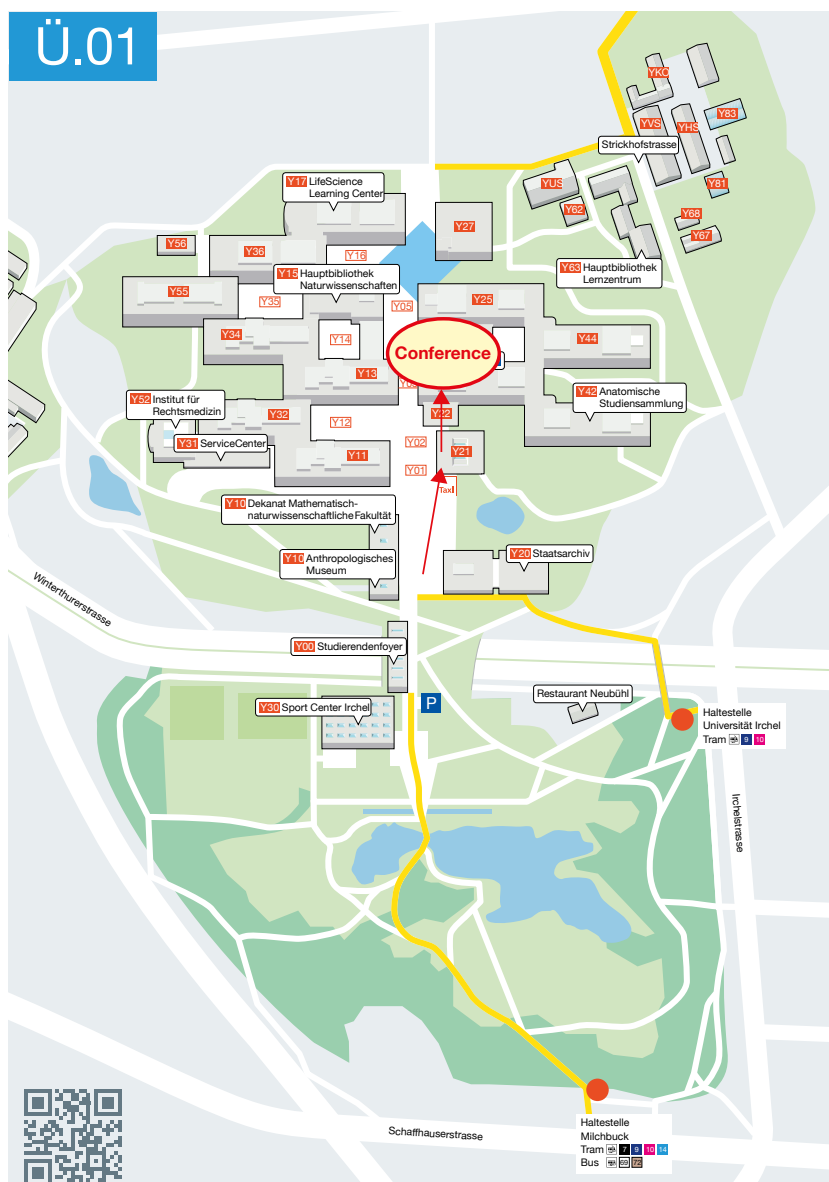 Ü.01
YKO
YVS
YHS
Y83
Strickhofstrasse
YUS
Y81
Y62
Y68
Y67
Y17 LifeScience
Learning Center
Y27
Y56
Y36
Y16
Y63 Hauptbibliothek
Lernzentrum
Y15 Hauptbibliothek
Naturwissenschaften
Y55
Y35
Y05
Y25
Y34
Y14
Y44
Conference
Y13
Y52 Institut für
Rechtsmedizin
Y42 Anatomische
Studiensammlung
Y32
Y12
Y22
Y31 ServiceCenter
Y02
Y21
Y11
Y01
Taxi
Y10 Dekanat Mathematisch-
naturwissenschaftliche Fakultät
Y10 Anthropologisches
Museum
Y20 Staatsarchiv
Winterthurerstrasse
Y00 Studierendenfoyer
Restaurant Neubühl
Y30 Sport Center Irchel
P
Haltestelle
Universität Irchel
Tram 9 10
Irchelstrasse
Schaffhauserstrasse
Haltestelle
Milchbuck
Tram 7 9 10 14
Bus 69 72